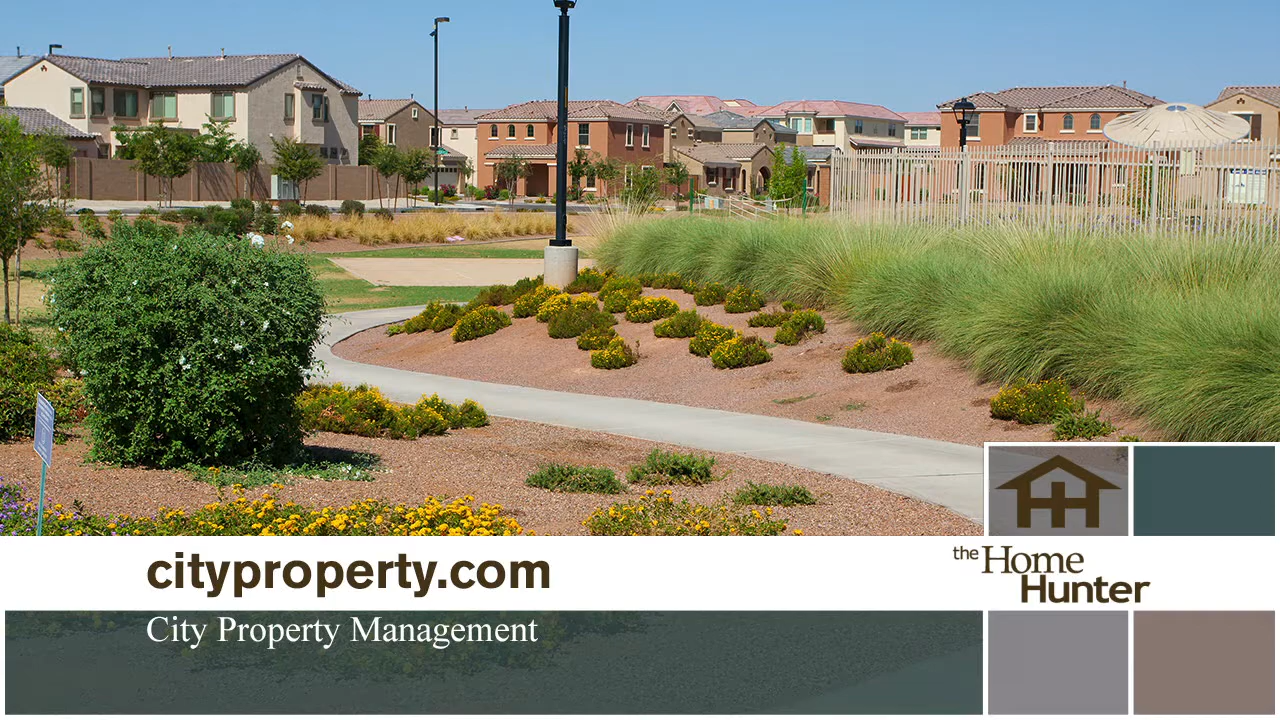 cityproperty.com
City Property Management
the Home
Hunter